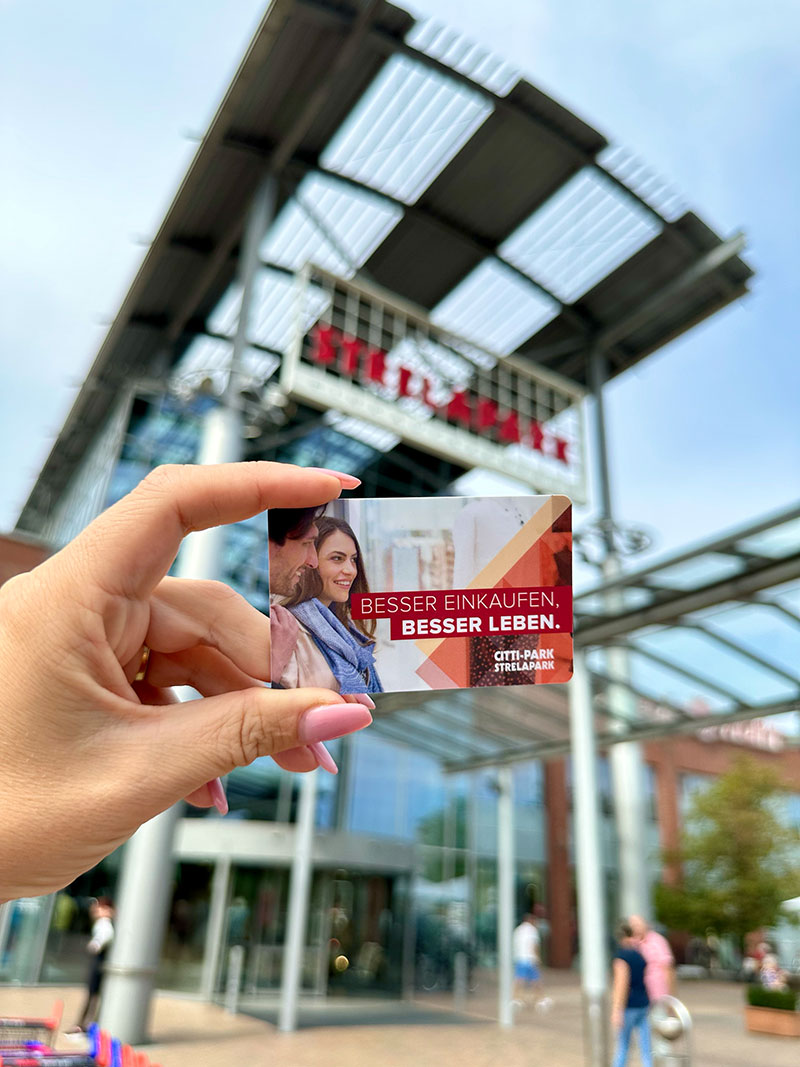 STRELAPARK
BESSER EINKAUFEN,
BESSER LEBEN.
CITTI-PARK
STRELAPARK